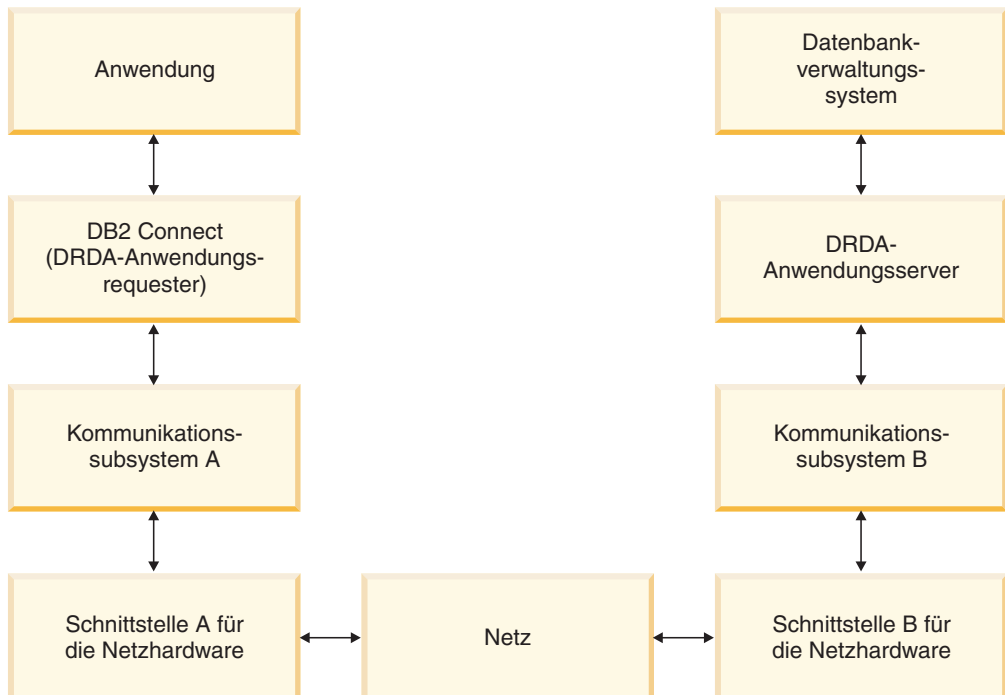 Anwendung
Datenbank-
verwaltungs-
system
DB2 Connect
(DRDA-Anwendungs-
requester)
DRDA-
Anwendungsserver
Kommunikations-
subsystem A
Kommunikations-
subsystem B
Schnittstelle A für
die Netzhardware
Netz
Schnittstelle B für
die Netzhardware